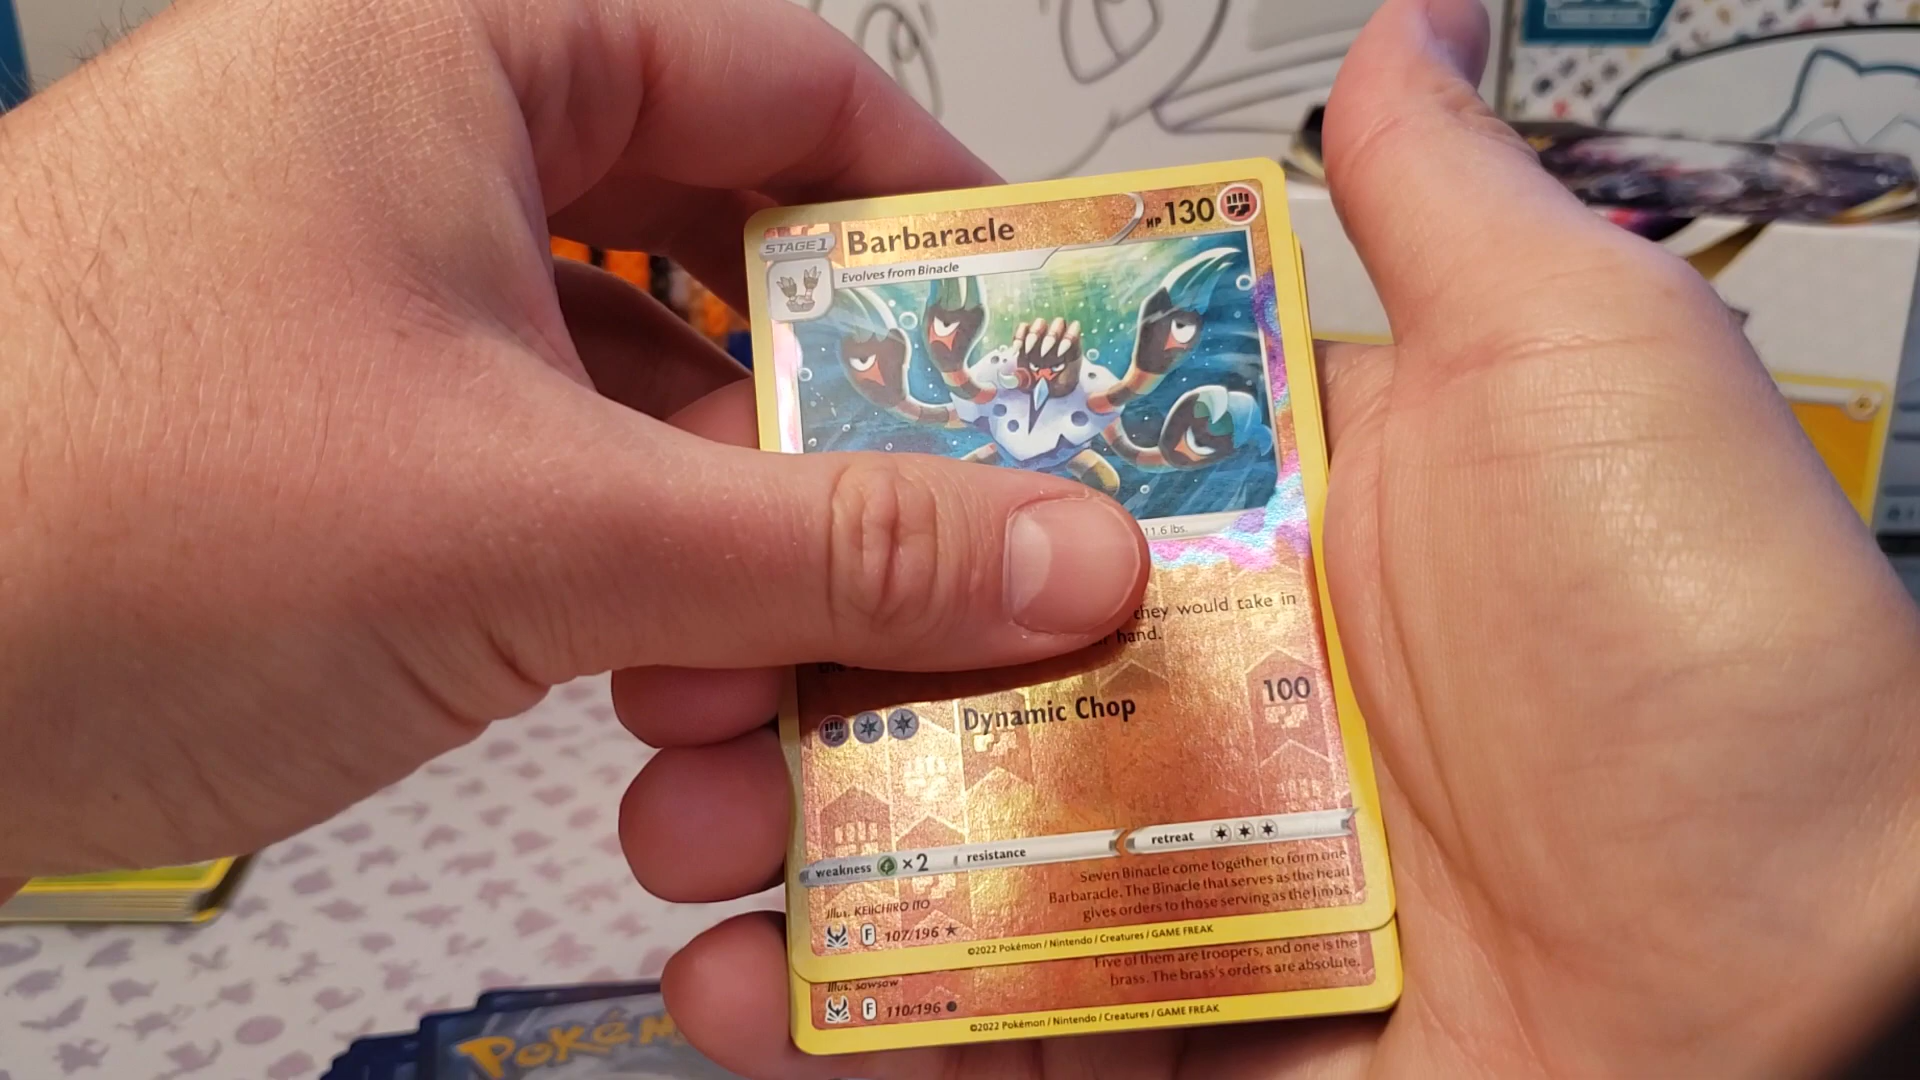 STAGE 1
Barbaracle
HP 130
Evolves from Binacle
11.6 lbs.
they would take in
hand.
Dynamic Chop
100
weakness ×2 resistance
retreat
Seven Binacle come together to form one
Barbaracle. The Binacle that serves as the head
gives orders to those serving as the limbs.
Illus. KEIICHIRO ITO
F 107/196
©2022 Pokémon / Nintendo / Creatures / GAME FREAK
Five of them are troopers, and one is the
brass. The brass's orders are absolute.
Illus. sowsow
F 110/196
©2022 Pokémon / Nintendo / Creatures / GAME FREAK
POKéM